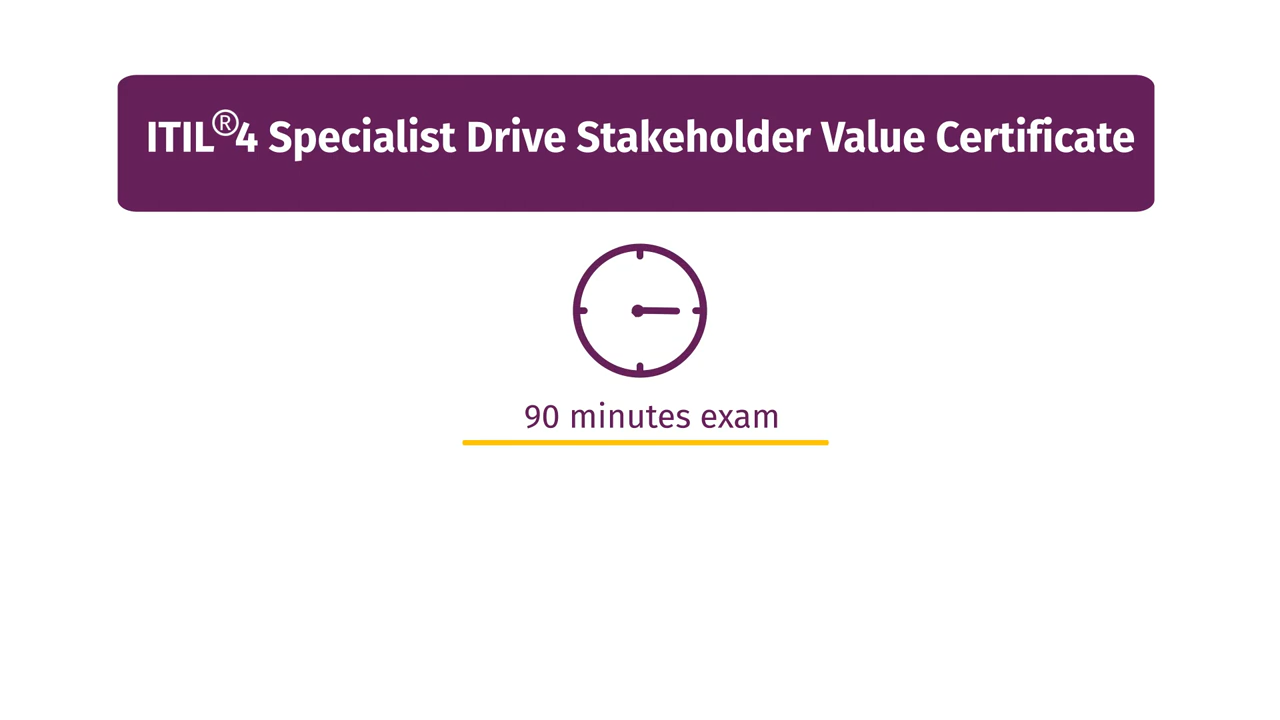 ITIL®4 Specialist Drive Stakeholder Value Certificate
90 minutes exam